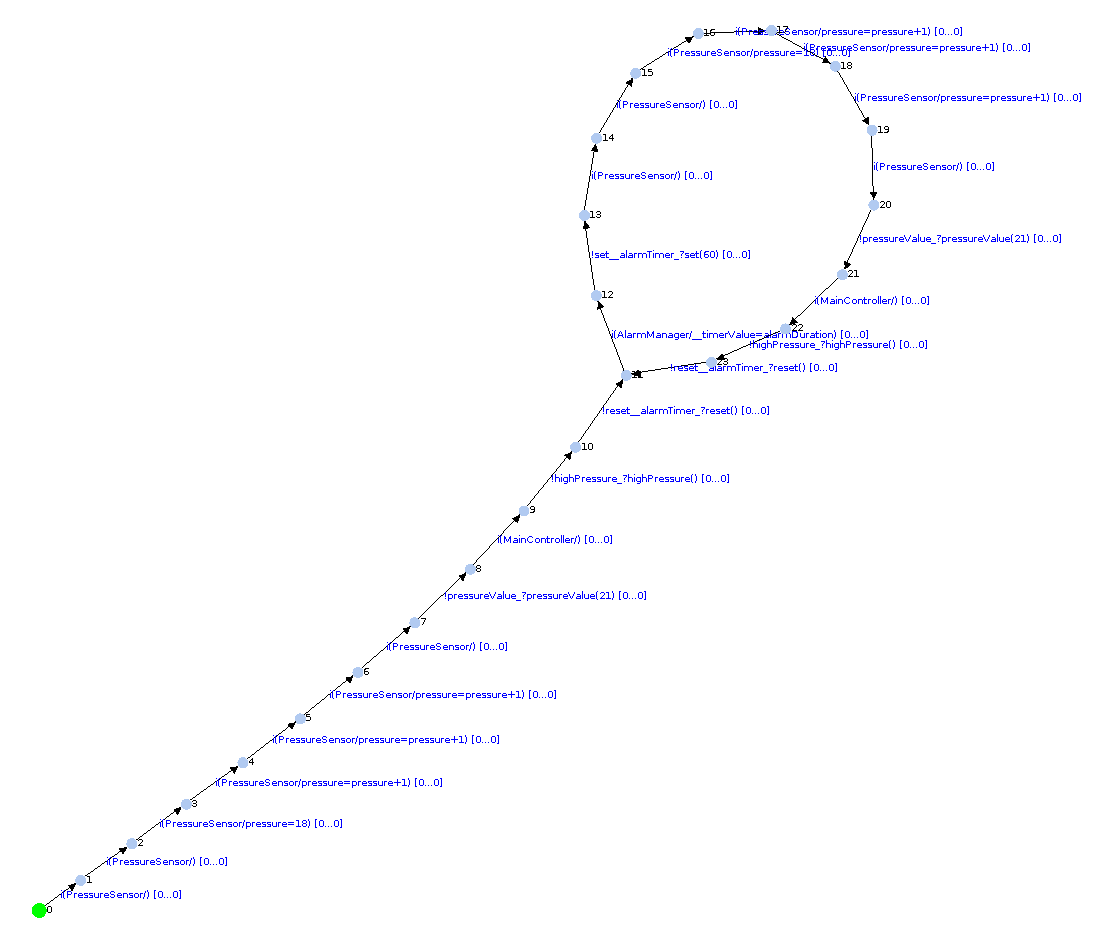 16
i(PressureSensor/pressure=pressure+1) [0...0]
17
i(PressureSensor/pressure=pressure+1) [0...0]
i(PressureSensor/pressure=18) [0...0]
18
15
i(PressureSensor/pressure=pressure+1) [0...0]
i(PressureSensor/) [0...0]
19
14
i(PressureSensor/) [0...0]
i(PressureSensor/) [0...0]
20
13
!pressureValue_?pressureValue(21) [0...0]
!set__alarmTimer_?set(60) [0...0]
21
12
i(MainController/) [0...0]
22
i(AlarmManager/__timerValue=alarmDuration) [0...0]
!highPressure_?highPressure() [0...0]
23
!reset__alarmTimer_?reset() [0...0]
11
!reset__alarmTimer_?reset() [0...0]
10
!highPressure_?highPressure() [0...0]
9
i(MainController/) [0...0]
8
!pressureValue_?pressureValue(21) [0...0]
7
i(PressureSensor/) [0...0]
6
i(PressureSensor/pressure=pressure+1) [0...0]
5
i(PressureSensor/pressure=pressure+1) [0...0]
4
i(PressureSensor/pressure=pressure+1) [0...0]
3
i(PressureSensor/pressure=18) [0...0]
2
i(PressureSensor/) [0...0]
1
i(PressureSensor/) [0...0]
0